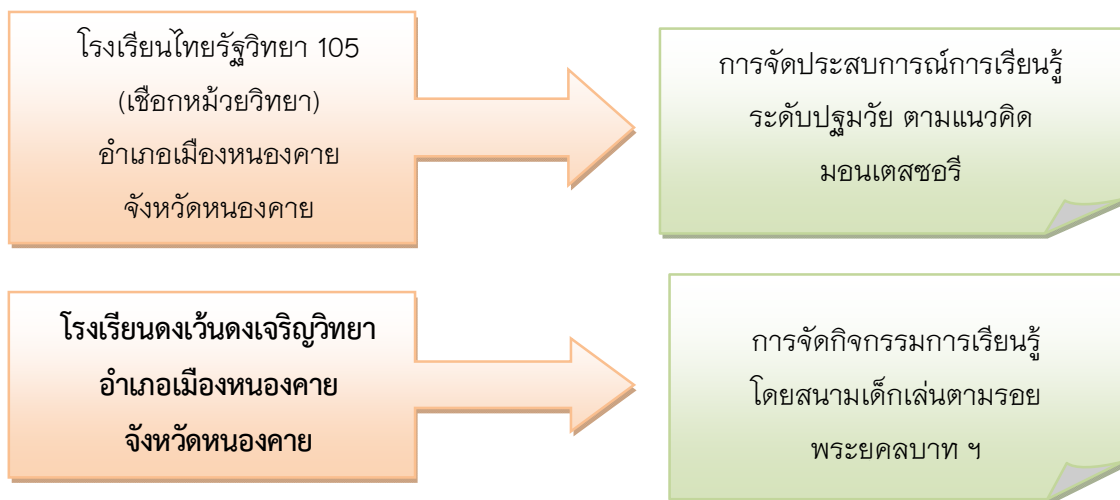 โรงเรียนไทยรัฐวิทยา 105
(เชือกหม้วยวิทยา)
อำเภอเมืองหนองคาย
จังหวัดหนองคาย
การจัดประสบการณ์การเรียนรู้
ระดับปฐมวัย ตามแนวคิด
มอนเตสซอรี
โรงเรียนดงเว้นดงเจริญวิทยา
อำเภอเมืองหนองคาย
จังหวัดหนองคาย
การจัดกิจกรรมการเรียนรู้
โดยสนามเด็กเล่นตามรอย
พระยคลบาท ฯ